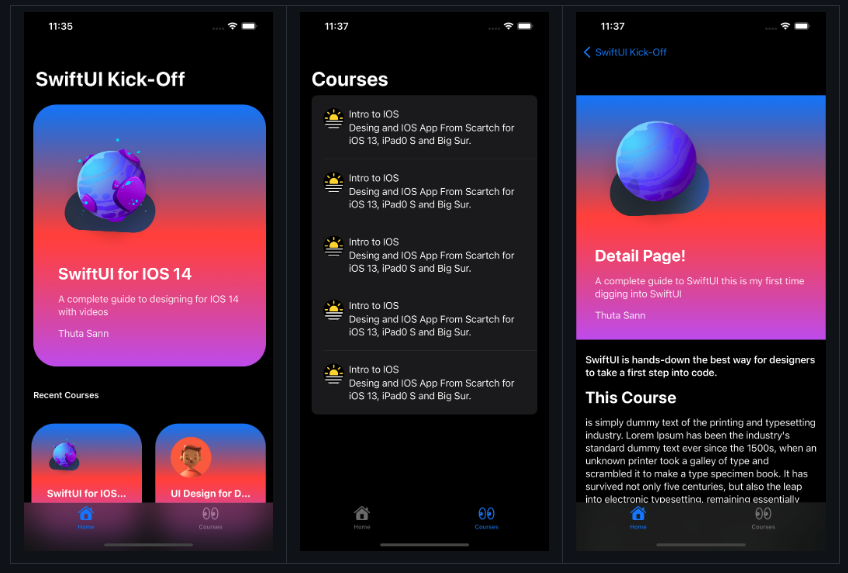 11:35
SwiftUI Kick-Off
SwiftUI for IOS 14
A complete guide to designing for IOS 14
with videos
Thuta Sann
Recent Courses
SwiftUI for IOS...
UI Design for D...
Home
Courses
11:37
Courses
Intro to IOS
Desing and IOS App From Scartch for
iOS 13, iPad0 S and Big Sur.
Intro to IOS
Desing and IOS App From Scartch for
iOS 13, iPad0 S and Big Sur.
Intro to IOS
Desing and IOS App From Scartch for
iOS 13, iPad0 S and Big Sur.
Intro to IOS
Desing and IOS App From Scartch for
iOS 13, iPad0 S and Big Sur.
Intro to IOS
Desing and IOS App From Scartch for
iOS 13, iPad0 S and Big Sur.
Home
Courses
11:37
SwiftUI Kick-Off
Detail Page!
A complete guide to SwiftUI this is my first time
digging into SwiftUI
Thuta Sann
SwiftUI is hands-down the best way for designers
to take a first step into code.
This Course
is simply dummy text of the printing and typesetting
industry. Lorem Ipsum has been the industry's
standard dummy text ever since the 1500s, when an
unknown printer took a galley of type and
scrambled it to make a type specimen book. It has
survived not only five centuries, but also the leap
into electronic typesetting, remaining essentially
Home
Courses